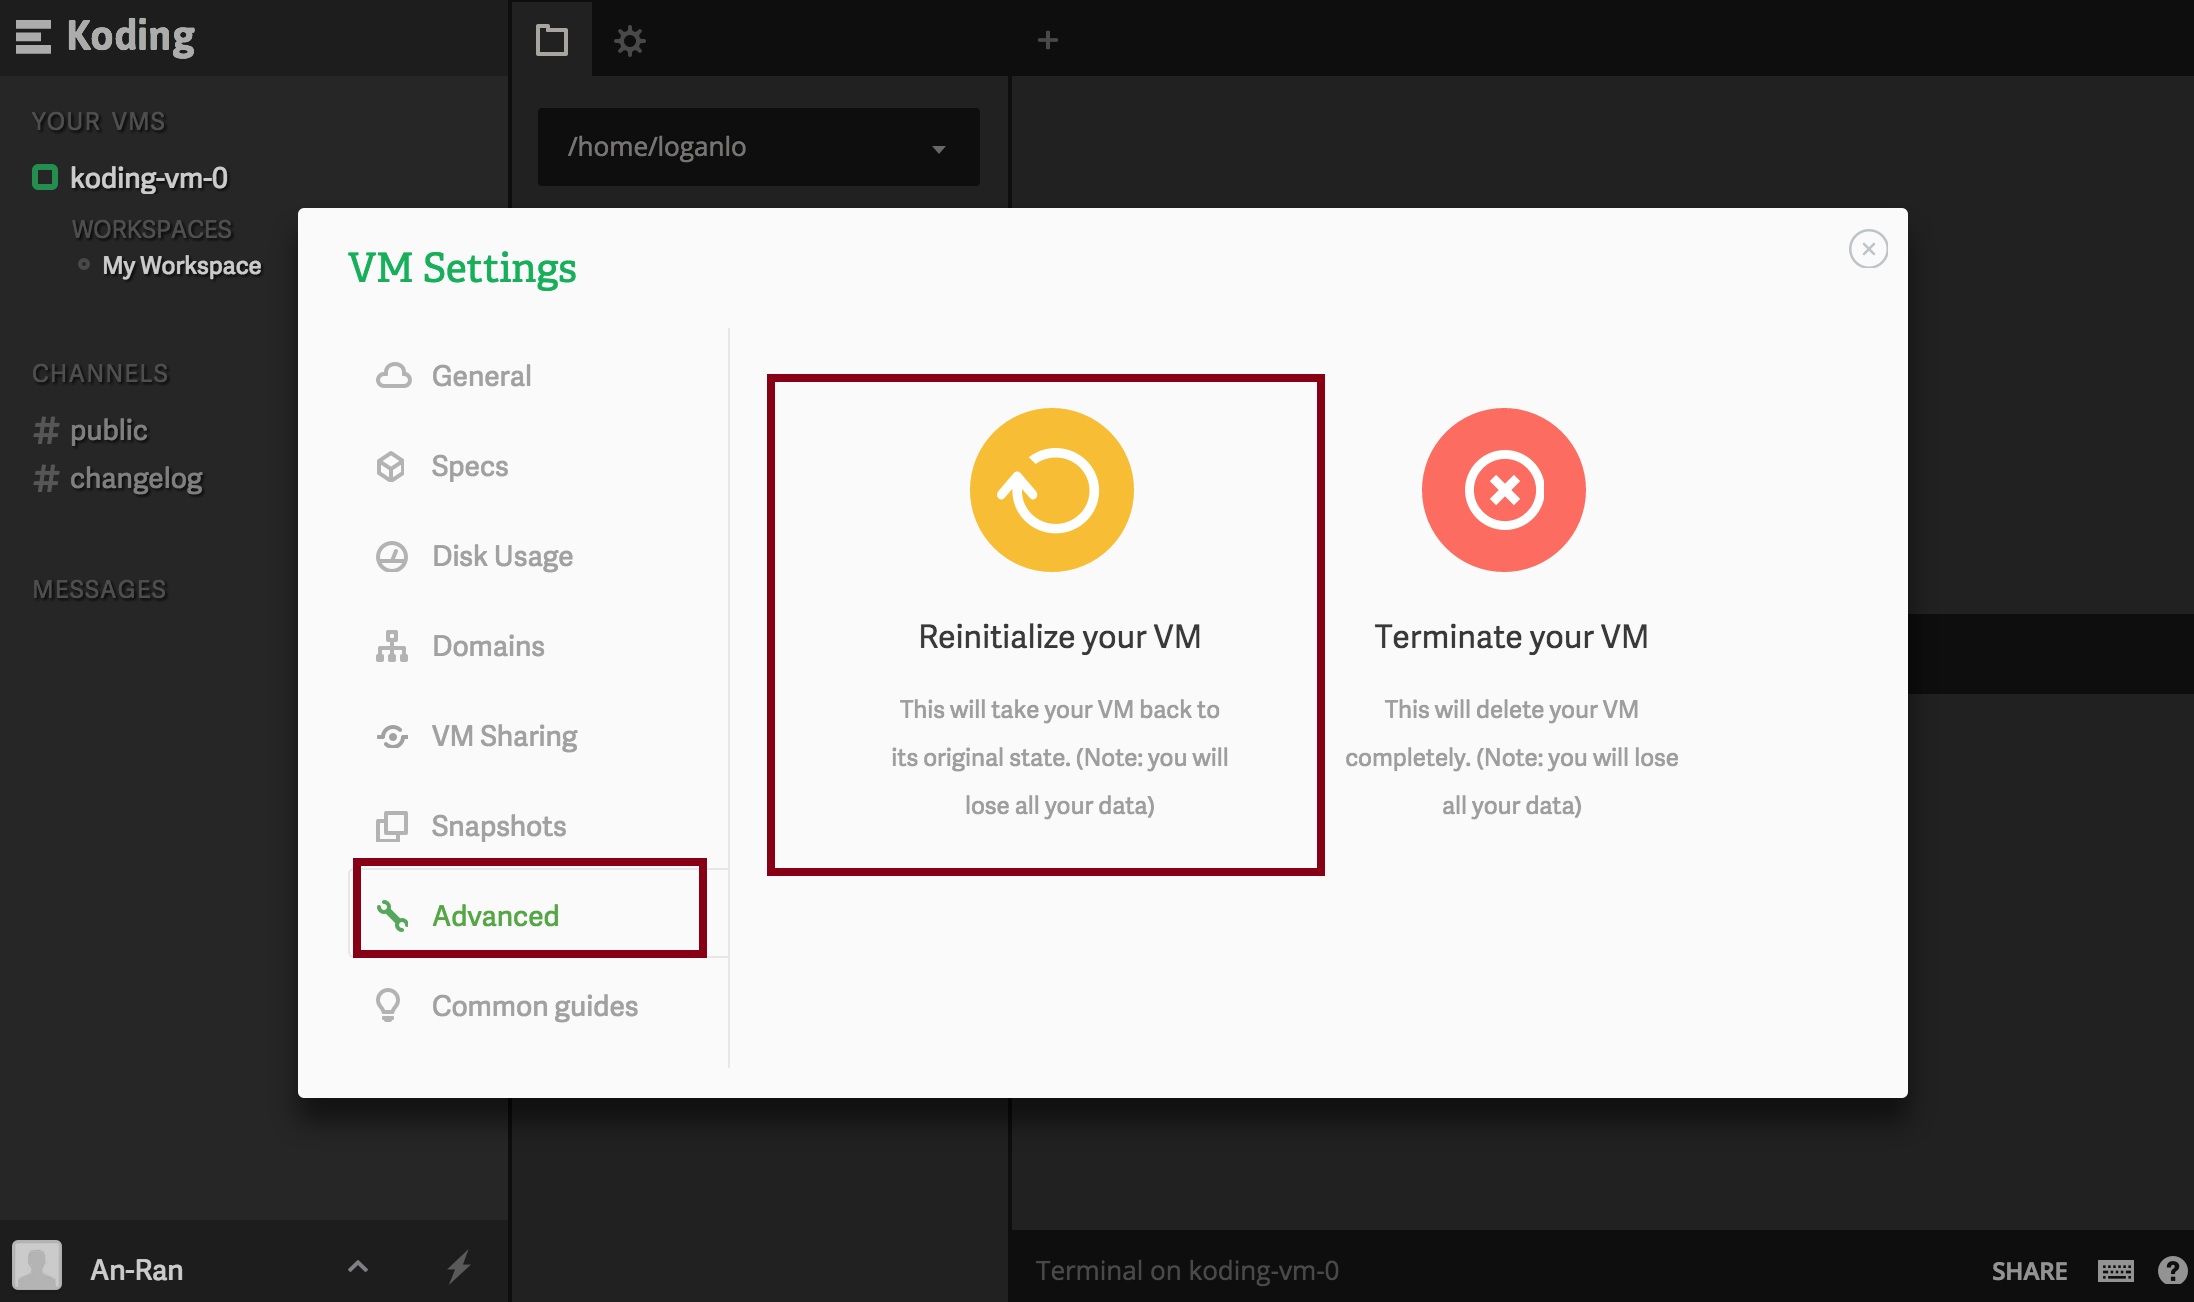 Koding
YOUR VMS
koding-vm-0
WORKSPACES
My Workspace
CHANNELS
# public
# changelog
MESSAGES
An-Ran
+
/home/loganlo
VM Settings
General
Specs
Disk Usage
Domains
VM Sharing
Snapshots
Advanced
Common guides
Reinitialize your VM
This will take your VM back to
its original state. (Note: you will
lose all your data)
Terminate your VM
This will delete your VM
completely. (Note: you will lose
all your data)
Terminal on koding-vm-0
SHARE
?